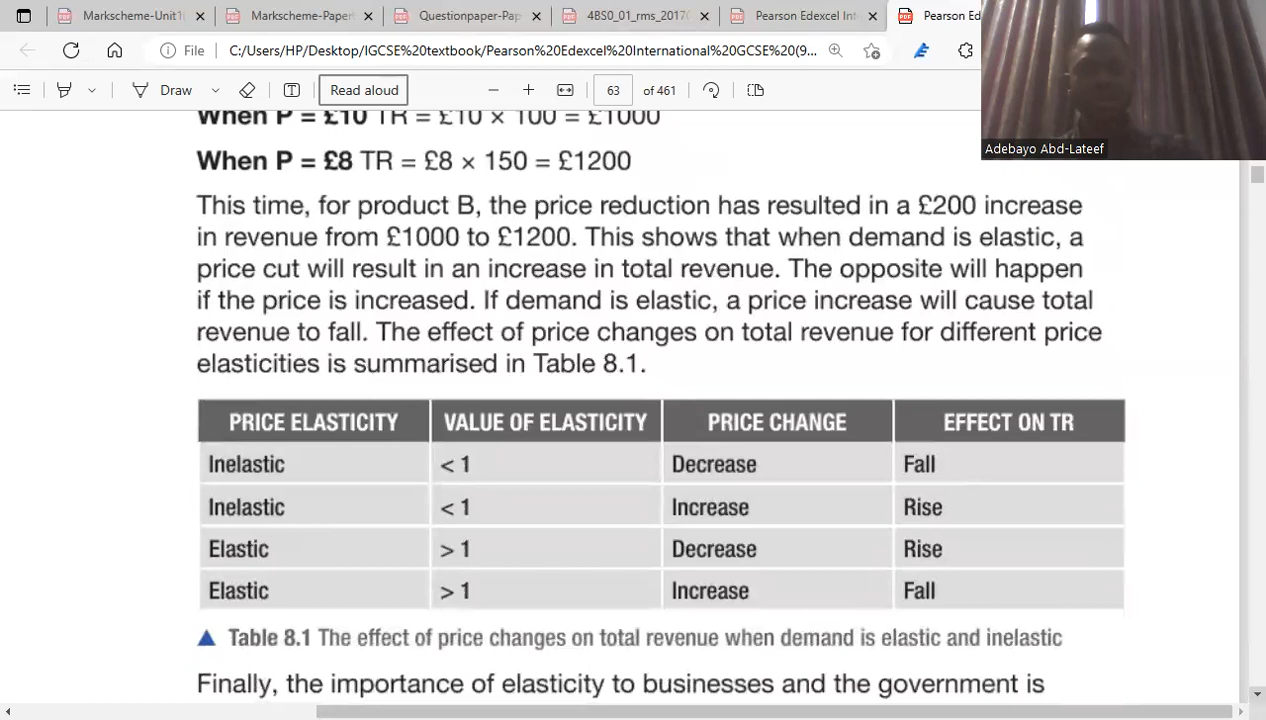 Markscheme-Unit1(
Markscheme-Paper
Questionpaper-Pap
4BS0_01_rms_2017
Pearson Edexcel Inte
Pearson Ed
File
C:/Users/HP/Desktop/IGCSE%20textbook/Pearson%20Edexcel%20International%20GCSE%20(9...
Draw
Read aloud
63
of 461
Adebayo Abd-Lateef
When P = £10 TR = £10 × 100 = £1000
When P = £8 TR = £8 × 150 = £1200
This time, for product B, the price reduction has resulted in a £200 increase
in revenue from £1000 to £1200. This shows that when demand is elastic, a
price cut will result in an increase in total revenue. The opposite will happen
if the price is increased. If demand is elastic, a price increase will cause total
revenue to fall. The effect of price changes on total revenue for different price
elasticities is summarised in Table 8.1.
PRICE ELASTICITY VALUE OF ELASTICITY PRICE CHANGE EFFECT ON TR
Inelastic < 1 Decrease Fall
Inelastic < 1 Increase Rise
Elastic > 1 Decrease Rise
Elastic > 1 Increase Fall
▲ Table 8.1 The effect of price changes on total revenue when demand is elastic and inelastic
Finally, the importance of elasticity to businesses and the government is